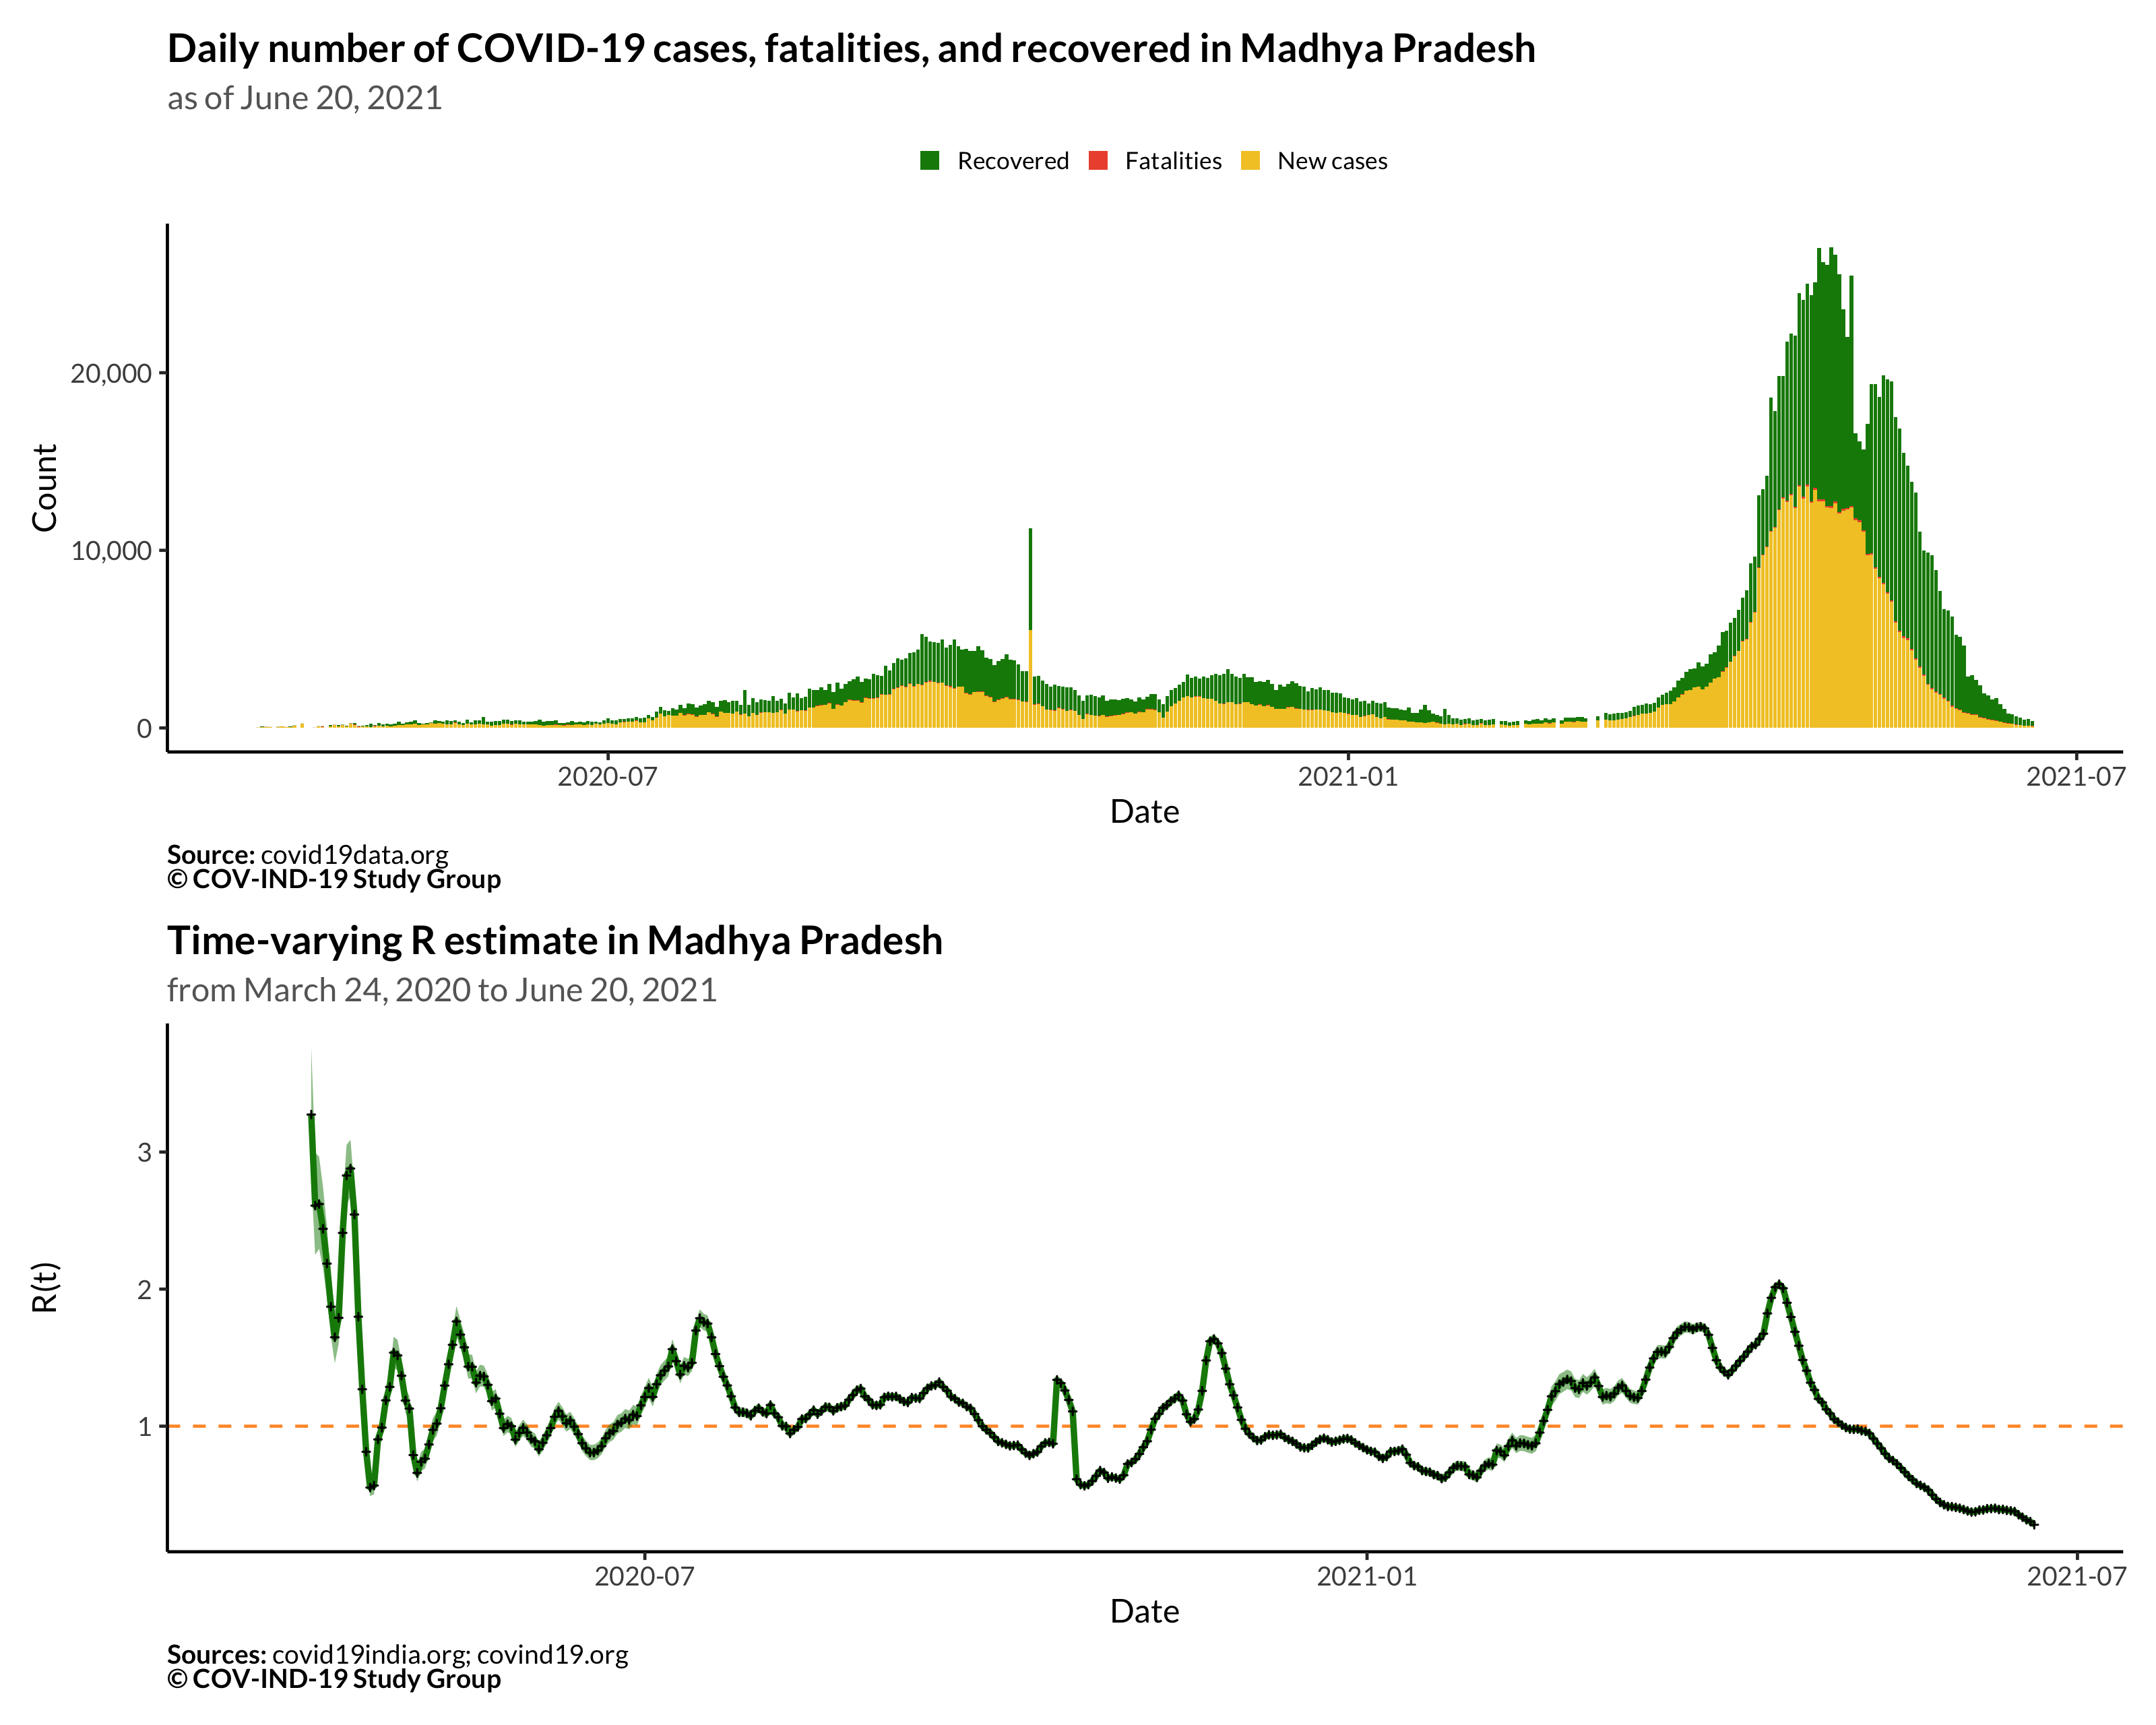 Daily number of COVID-19 cases, fatalities, and recovered in Madhya Pradesh
as of June 20, 2021
Recovered Fatalities New cases
Count
20,000
10,000
0
2020-07 2021-01 2021-07
Date
Source: covid19data.org
© COV-IND-19 Study Group
Time-varying R estimate in Madhya Pradesh
from March 24, 2020 to June 20, 2021
R(t)
3
2
1
2020-07 2021-01 2021-07
Date
Sources: covid19india.org; covind19.org
© COV-IND-19 Study Group